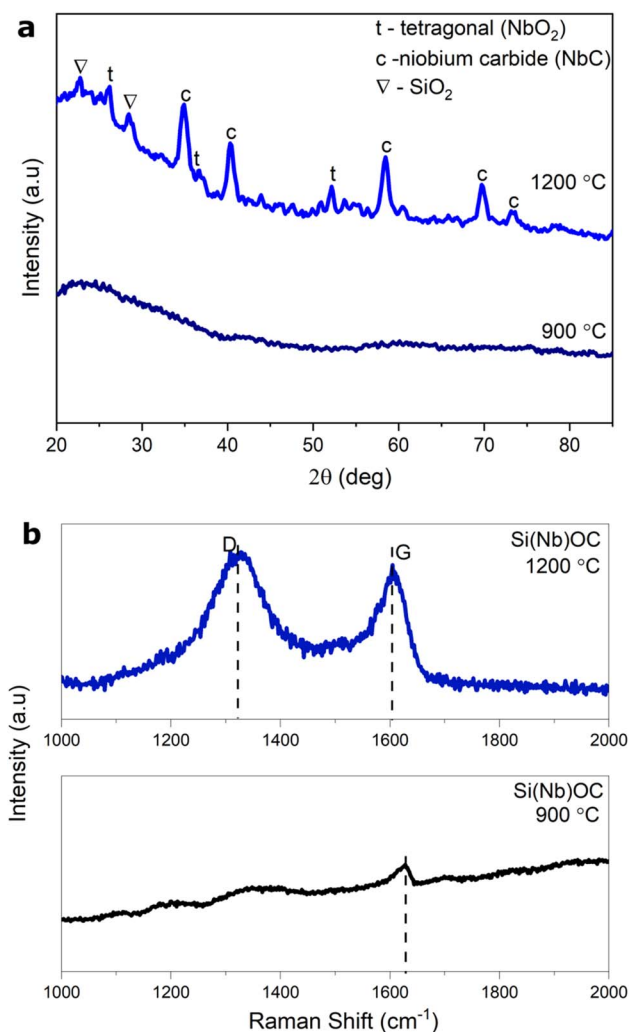 a
t - tetragonal (NbO₂)
c -niobium carbide (NbC)
∇ - SiO₂
∇
t
∇
c
t
c
t
c
c
c
1200 °C
900 °C
Intensity (a.u)
20 30 40 50 60 70 80
2θ (deg)
b
D
G
Si(Nb)OC
1200 °C
1000 1200 1400 1600 1800 2000
Si(Nb)OC
900 °C
Intensity (a.u)
1000 1200 1400 1600 1800 2000
Raman Shift (cm⁻¹)